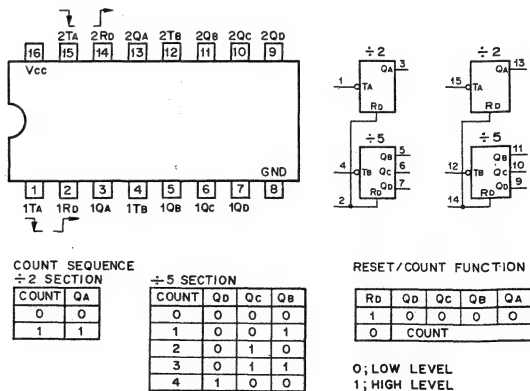 2TA 2RD 2QA 2TB 2QB 2QC 2QD
16 15 14 13 12 11 10 9
Vcc
GND
1 2 3 4 5 6 7 8
1TA 1RD 1QA 1TB 1QB 1QC 1QD
÷2 ÷2
1 TA QA 3 15 TA QA 13
RD RD
÷5 ÷5
4 TB QB 5 12 TB QB 11
QC 6 QC 10
QD 7 QD 9
2 RD 14 RD
COUNT SEQUENCE
÷2 SECTION
COUNT QA
0 0
1 1
÷5 SECTION
COUNT QD QC QB
0 0 0 0
1 0 0 1
2 0 1 0
3 0 1 1
4 1 0 0
RESET/COUNT FUNCTION
RD QD QC QB QA
1 0 0 0 0
0 COUNT
0; LOW LEVEL
1; HIGH LEVEL